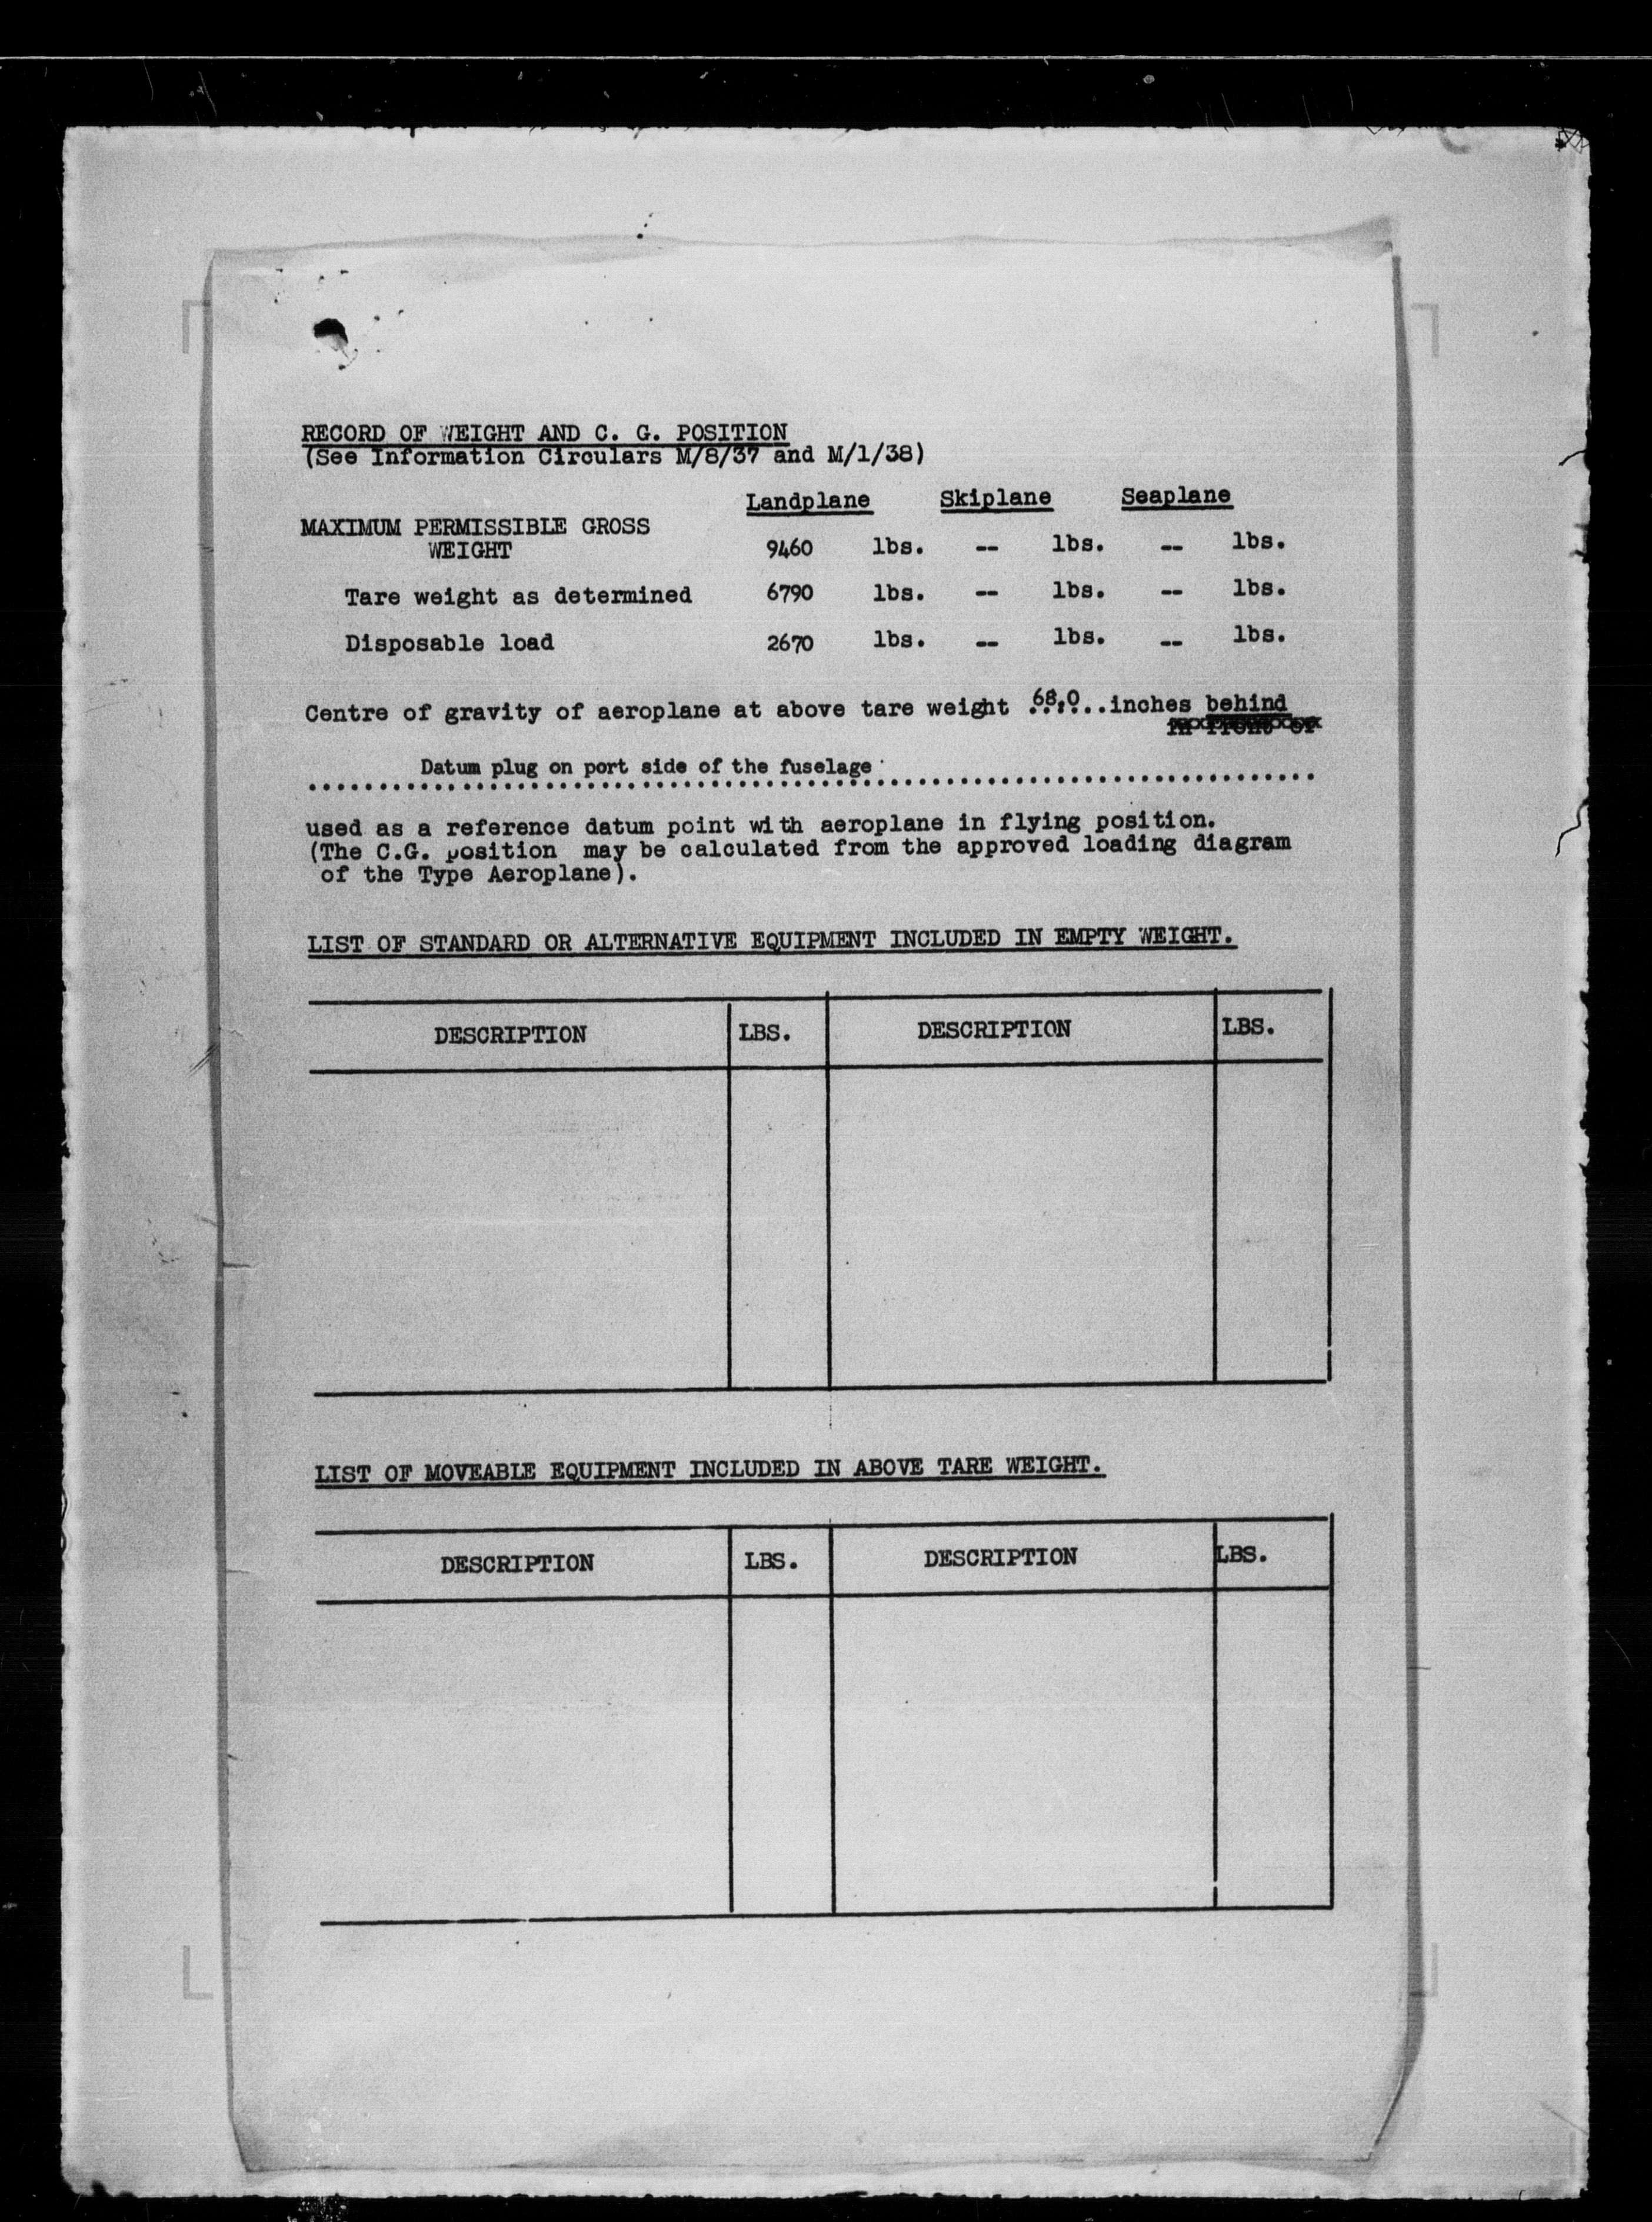 RECORD OF WEIGHT AND C. G. POSITION
(See Information Circulars M/8/37 and M/1/38)
Landplane Skiplane Seaplane
MAXIMUM PERMISSIBLE GROSS
WEIGHT 9460 lbs. -- lbs. -- lbs.
Tare weight as determined 6790 lbs. -- lbs. -- lbs.
Disposable load 2670 lbs. -- lbs. -- lbs.
Centre of gravity of aeroplane at above tare weight 68.0 inches behind
in front of
Datum plug on port side of the fuselage
used as a reference datum point with aeroplane in flying position.
(The C.G. position may be calculated from the approved loading diagram
of the Type Aeroplane).
LIST OF STANDARD OR ALTERNATIVE EQUIPMENT INCLUDED IN EMPTY WEIGHT.
DESCRIPTION LBS. DESCRIPTION LBS.
LIST OF MOVEABLE EQUIPMENT INCLUDED IN ABOVE TARE WEIGHT.
DESCRIPTION LBS. DESCRIPTION LBS.